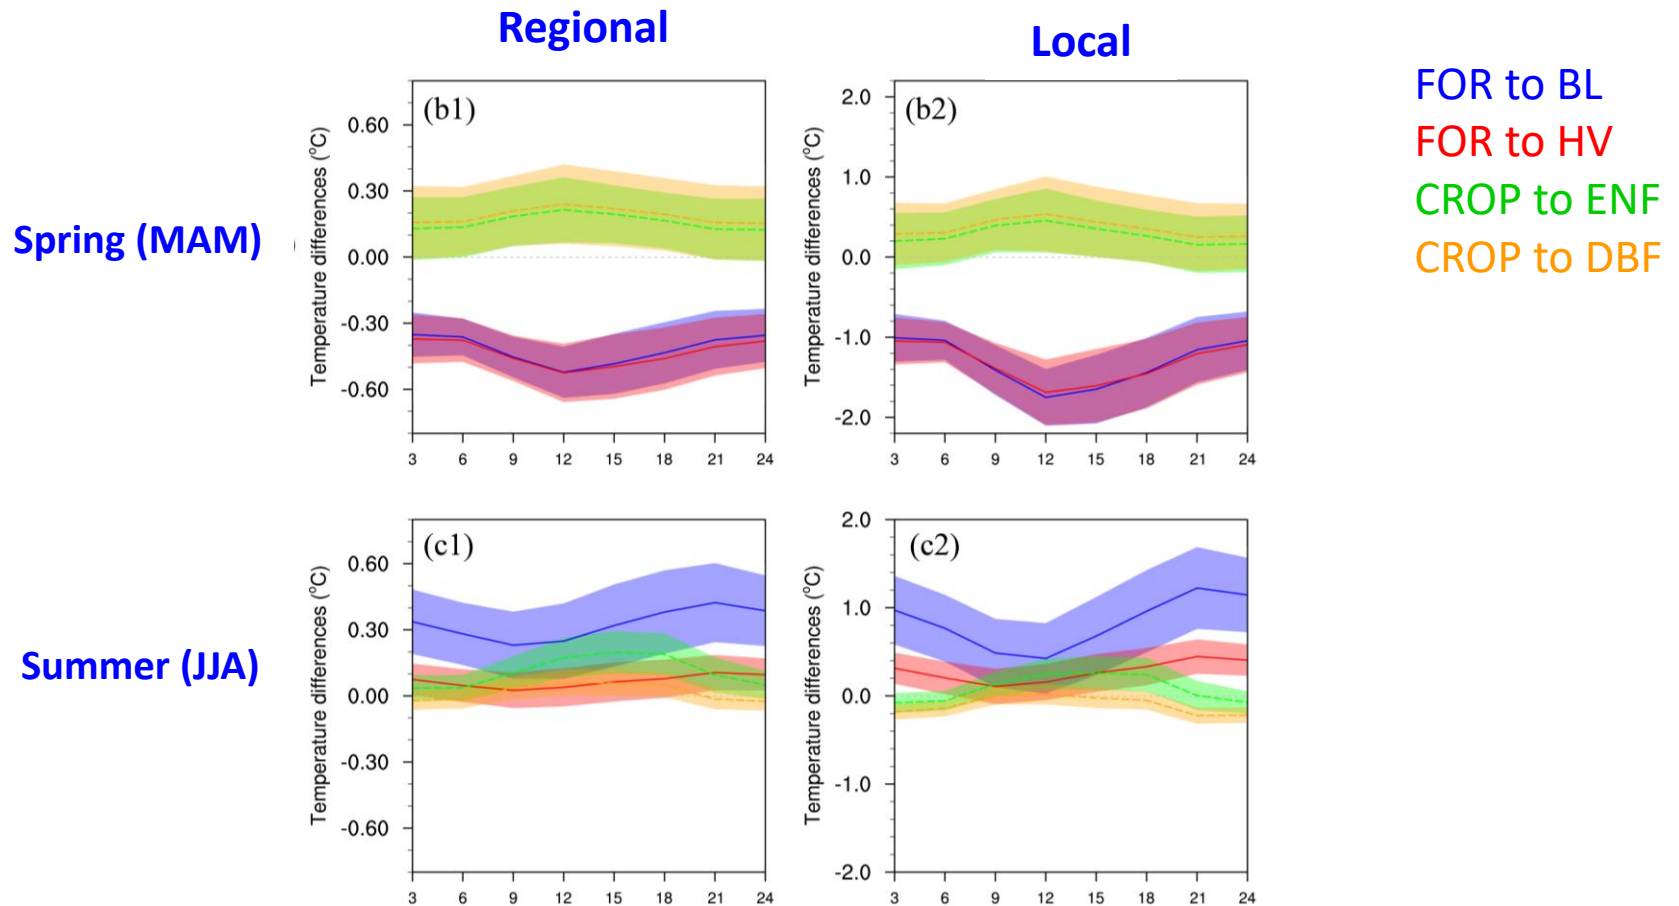 Regional
Local
FOR to BL
FOR to HV
CROP to ENF
CROP to DBF
Spring (MAM)
Temperature differences (°C)
(b1)
0.60
0.30
0.00
-0.30
-0.60
3 6 9 12 15 18 21 24
Temperature differences (°C)
(b2)
2.0
1.0
0.0
-1.0
-2.0
3 6 9 12 15 18 21 24
Summer (JJA)
Temperature differences (°C)
(c1)
0.60
0.30
0.00
-0.30
-0.60
3 6 9 12 15 18 21 24
Temperature differences (°C)
(c2)
2.0
1.0
0.0
-1.0
-2.0
3 6 9 12 15 18 21 24